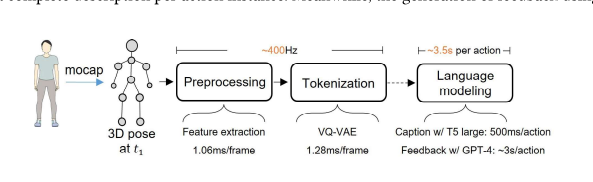 complete description per action instance. Meanwhile, the generation of feedback using
~400Hz
~3.5s per action
mocap
Preprocessing
Tokenization
Language
modeling
3D pose
at t1
Feature extraction
1.06ms/frame
VQ-VAE
1.28ms/frame
Caption w/ T5 large: 500ms/action
Feedback w/ GPT-4: ~3s/action